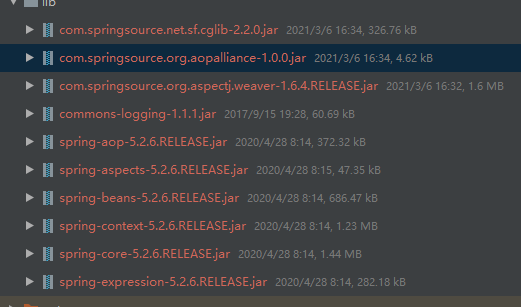 lib
com.springsource.net.sf.cglib-2.2.0.jar 2021/3/6 16:34, 326.76 kB
com.springsource.org.aopalliance-1.0.0.jar 2021/3/6 16:34, 4.62 kB
com.springsource.org.aspectj.weaver-1.6.4.RELEASE.jar 2021/3/6 16:32, 1.6 MB
commons-logging-1.1.1.jar 2017/9/15 19:28, 60.69 kB
spring-aop-5.2.6.RELEASE.jar 2020/4/28 8:14, 372.32 kB
spring-aspects-5.2.6.RELEASE.jar 2020/4/28 8:15, 47.35 kB
spring-beans-5.2.6.RELEASE.jar 2020/4/28 8:14, 686.47 kB
spring-context-5.2.6.RELEASE.jar 2020/4/28 8:14, 1.23 MB
spring-core-5.2.6.RELEASE.jar 2020/4/28 8:14, 1.44 MB
spring-expression-5.2.6.RELEASE.jar 2020/4/28 8:14, 282.18 kB